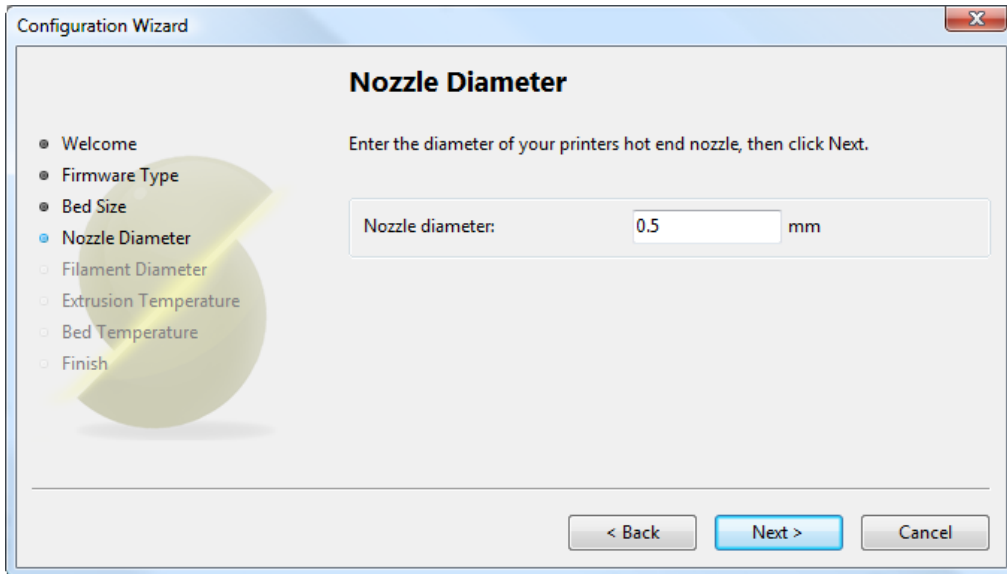 Configuration Wizard
Nozzle Diameter
Welcome
Firmware Type
Bed Size
Nozzle Diameter
Filament Diameter
Extrusion Temperature
Bed Temperature
Finish
Enter the diameter of your printers hot end nozzle, then click Next.
Nozzle diameter: 0.5 mm
< Back Next > Cancel